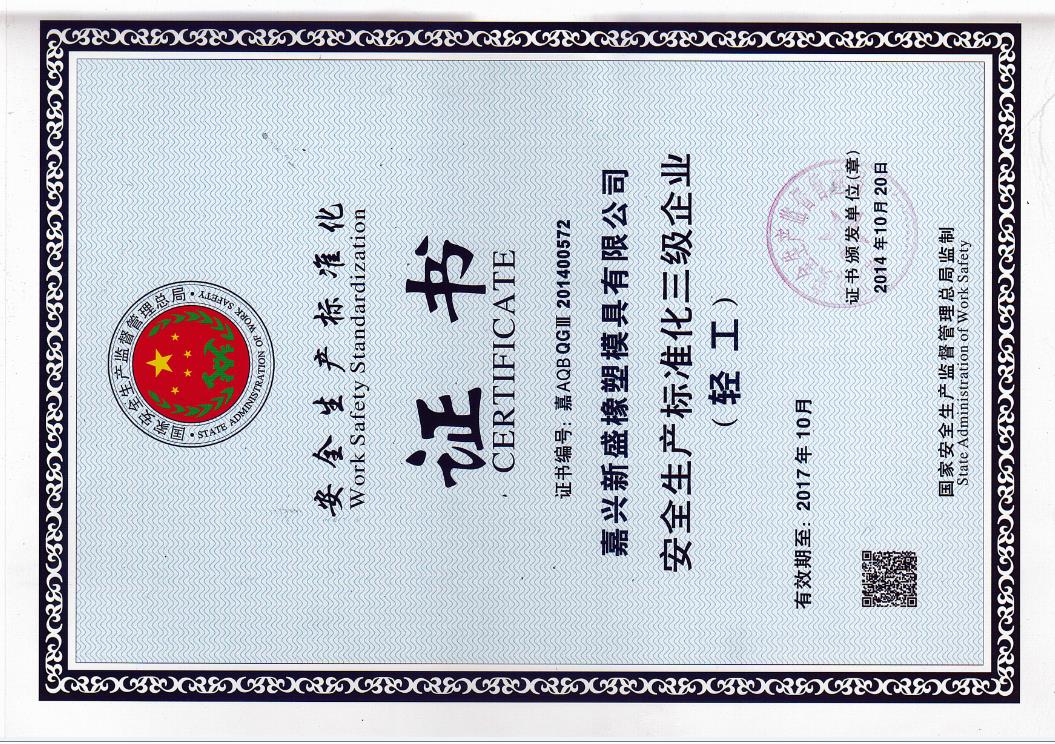 国家安全生产监督管理总局
STATE ADMINISTRATION OF WORK SAFETY
安全生产标准化
Work Safety Standardization
证书
CERTIFICATE
证书编号：嘉AQB QGⅢ 201400572
嘉兴新盛橡塑模具有限公司
安全生产标准化三级企业
（轻工）
证书颁发单位(章)
2014年10月20日
有效期至：2017年10月
国家安全生产监督管理总局监制
State Administration of Work Safety